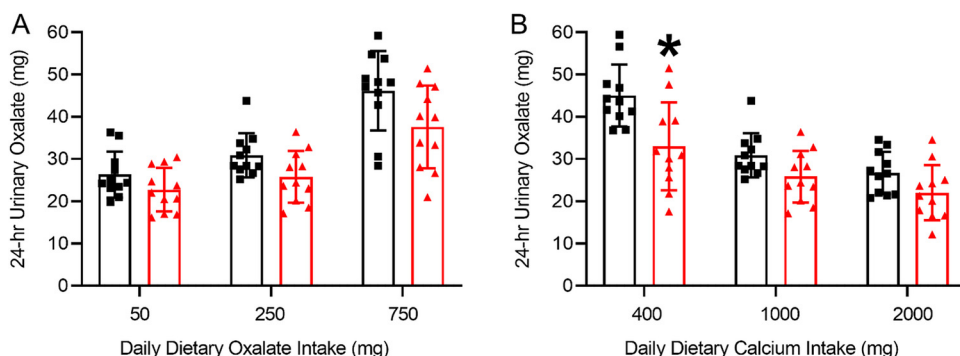 A
24-hr Urinary Oxalate (mg)
60
50
40
30
20
10
0
50 250 750
Daily Dietary Oxalate Intake (mg)
B
24-hr Urinary Oxalate (mg)
60
50
40
30
20
10
0
*
400 1000 2000
Daily Dietary Calcium Intake (mg)